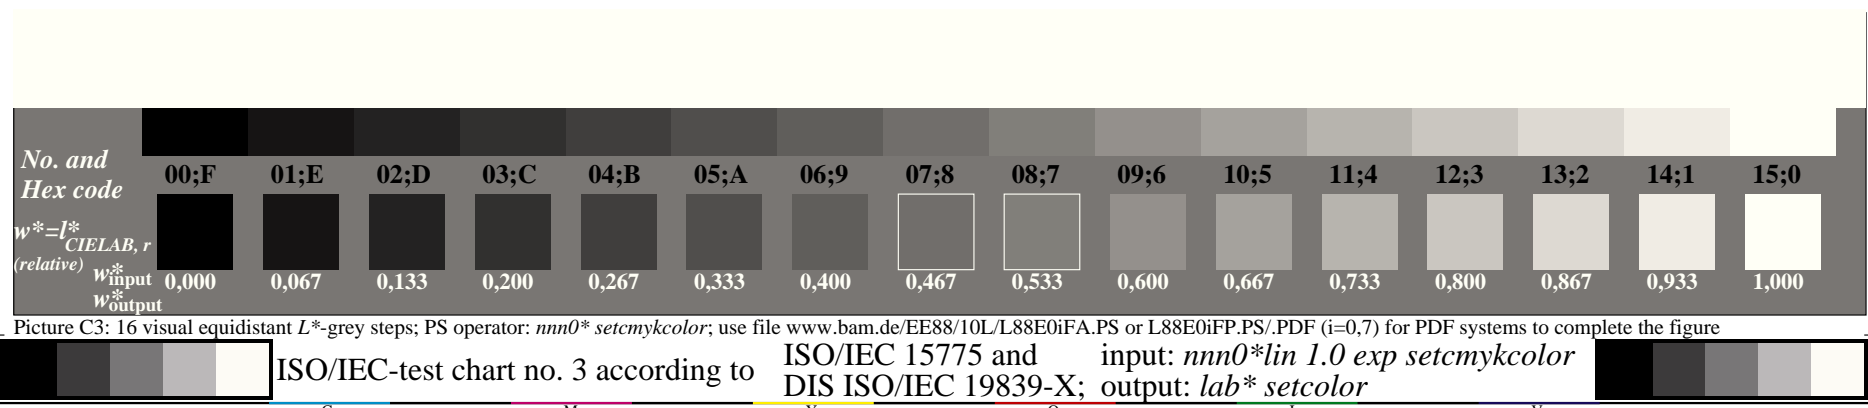 No. and
Hex code
00;F 01;E 02;D 03;C 04;B 05;A 06;9 07;8 08;7 09;6 10;5 11;4 12;3 13;2 14;1 15;0
w*=l*CIELAB, r
(relative)
w*input 0,000 0,067 0,133 0,200 0,267 0,333 0,400 0,467 0,533 0,600 0,667 0,733 0,800 0,867 0,933 1,000
w*output
Picture C3: 16 visual equidistant L*-grey steps; PS operator: nnn0* setcmykcolor; use file www.bam.de/EE88/10L/L88E0iFA.PS or L88E0iFP.PS/.PDF (i=0,7) for PDF systems to complete the figure
ISO/IEC-test chart no. 3 according to
ISO/IEC 15775 and input: nnn0*lin 1.0 exp setcmykcolor
DIS ISO/IEC 19839-X; output: lab* setcolor